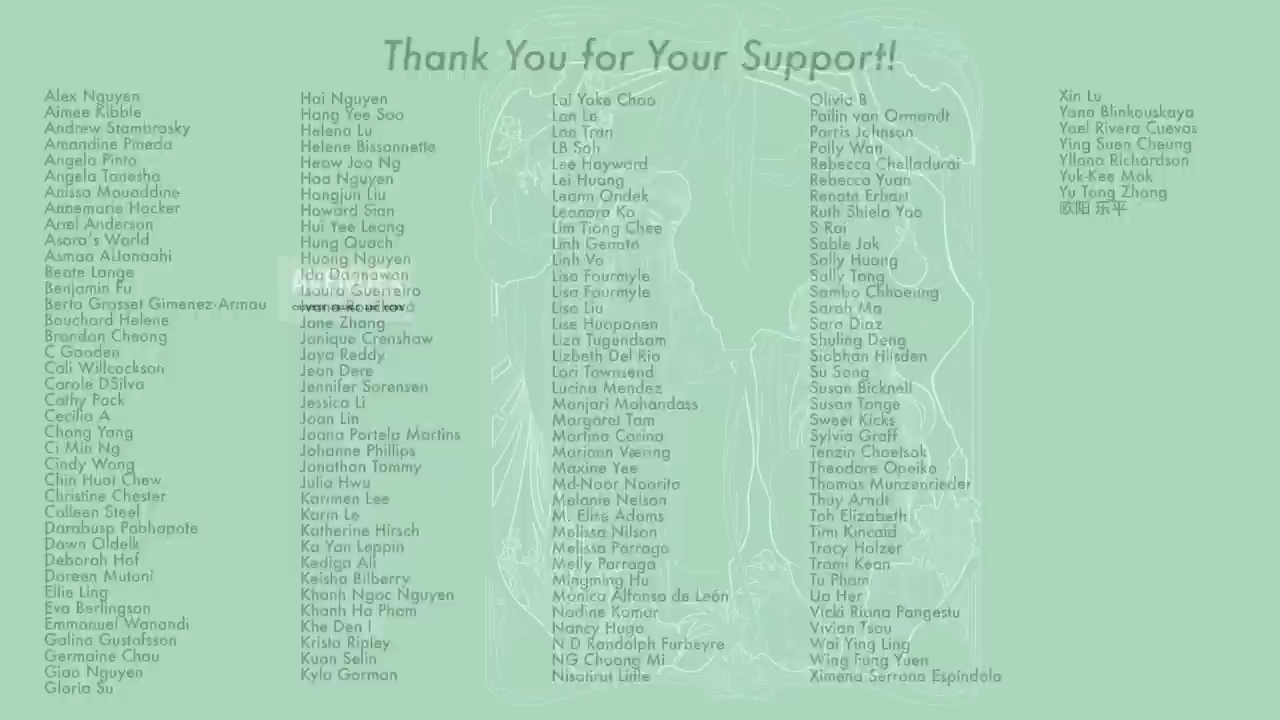 Thank You for Your Support!
Alex Nguyen
Aimee Kibble
Andrew Stambrosky
Amandine Pineda
Angela Pinto
Angela Tanesha
Anissa Mouaddine
Annemarie Hocker
Ariel Anderson
Asara's World
Asmaa AlJanaahi
Beate Lange
Benjamin Fu
Berta Grasset Gimenez-Arnau
Bouchard Helene
Brandon Cheong
C Gooden
Cali Willcockson
Carole DSilva
Cathy Pack
Cecilia A
Chong Yang
Ci Min Ng
Cindy Wong
Chin Huat Chew
Christine Chester
Colleen Steel
Darabusp Pabhapote
Dawn Oldelk
Deborah Hof
Doreen Mutoni
Ellie Ling
Eva Berlingson
Emmanuel Wanandi
Galina Gustafsson
Germaine Chau
Giao Nguyen
Gloria Su
Hai Nguyen
Hang Yee Soo
Helena Lu
Helene Bissonnette
Heow Joo Ng
Hoa Nguyen
Hongjun Liu
Howard Sian
Hui Yee Leong
Hung Quach
Huong Nguyen
Ida Dagnawan
Isaura Guerreiro
Jane Zhang
Janique Crenshaw
Jaya Reddy
Jean Dere
Jennifer Sorensen
Jessica Li
Joan Lin
Joana Portela Martins
Johanne Phillips
Jonathan Tommy
Julia Hwu
Karimen Lee
Karin Le
Katherine Hirsch
Ka Yan Leppin
Kediga Ali
Keisha Bilberry
Khanh Ngoc Nguyen
Khanh Ha Pham
Khe Den I
Krista Ripley
Kuan Selin
Kyla Gorman
Lai Yoke Chao
Lan Le
Lao Tran
LB Soh
Lee Hayward
Lei Huang
Leann Ondek
Leonora Ko
Lim Tiong Chee
Linh Gerrato
Linh Vo
Lisa Fourmyle
Lisa Fourmyle
Lisa Liu
Lise Huaponen
Liza Tugendsam
Lizbeth Del Rio
Lori Townsend
Lucina Mendez
Manjari Mohandass
Margaret Tam
Martina Carina
Mariann Væring
Maxine Yee
Md-Noor Noorita
Melanie Nelson
M. Elise Adams
Melissa Nilson
Melissa Parraga
Melly Parraga
Mingming Hu
Monica Alfonso de León
Nadine Kamar
Nancy Hugo
N D Randolph Furbeyre
NG Choong Mi
Nisarirut Little
Olivia B
Pailin van Ormondt
Parris Johnson
Polly Wan
Rebecca Chelladurai
Rebecca Yuan
Renata Erbart
Ruth Shiela Yao
S Rai
Sable Jak
Sally Huang
Sally Tang
Sambo Chhoeung
Sarah Ma
Sara Diaz
Shuling Deng
Siobhan Hilsden
Su Song
Susan Bicknell
Susan Tonge
Sweet Kicks
Sylvia Graff
Tenzin Choetsok
Theodore Opeiko
Thomas Munzenrieder
Thuy Arndt
Toh Elizabeth
Timi Kincaid
Tracy Holzer
Trami Kean
Tu Pham
Ua Her
Vicki Riana Pangestu
Vivian Tsau
Wai Ying Ling
Wing Fung Yuen
Ximena Serrano Espindola
Xin Lu
Yana Blinkouskaya
Yael Rivera Cuevas
Ying Suen Cheung
Yllana Richardson
Yuk-Kee Mak
Yu Tong Zhang
欧阳 乐平